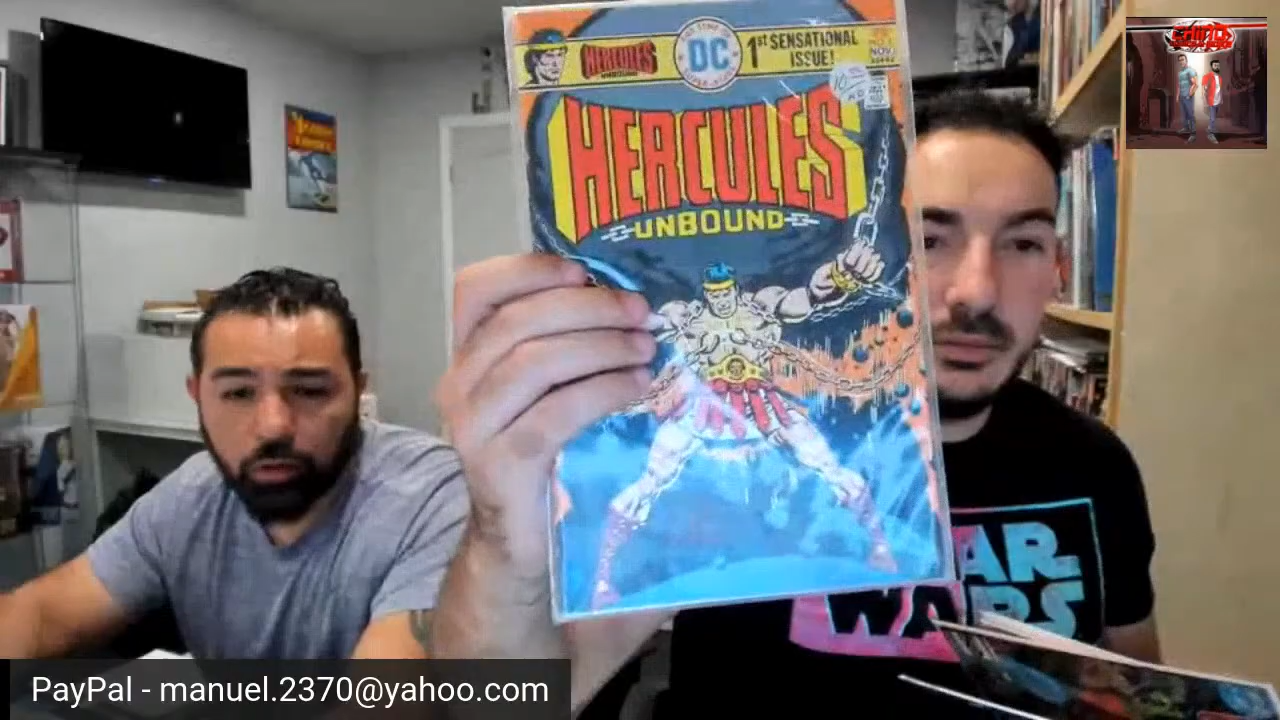 HERCULES
UNBOUND
DC
1ST SENSATIONAL
ISSUE!
NOV.
HERCULES
UNBOUND
STAR
WARS
PayPal - manuel.2370@yahoo.com